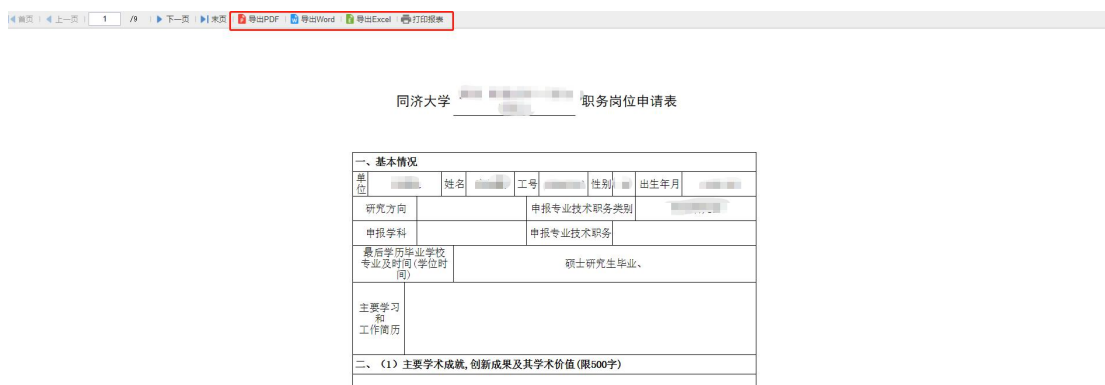 首页 上一页 1 /9 下一页 末页 导出PDF 导出Word 导出Excel 打印报表
同济大学 职务岗位申请表
一、基本情况
单位 姓名 工号 性别 出生年月
研究方向 申报专业技术职务类别
申报学科 申报专业技术职务
最后学历毕业学校
专业及时间(学位时
间)
硕士研究生毕业、
主要学习
和
工作简历
二、（1）主要学术成就,创新成果及其学术价值(限500字)